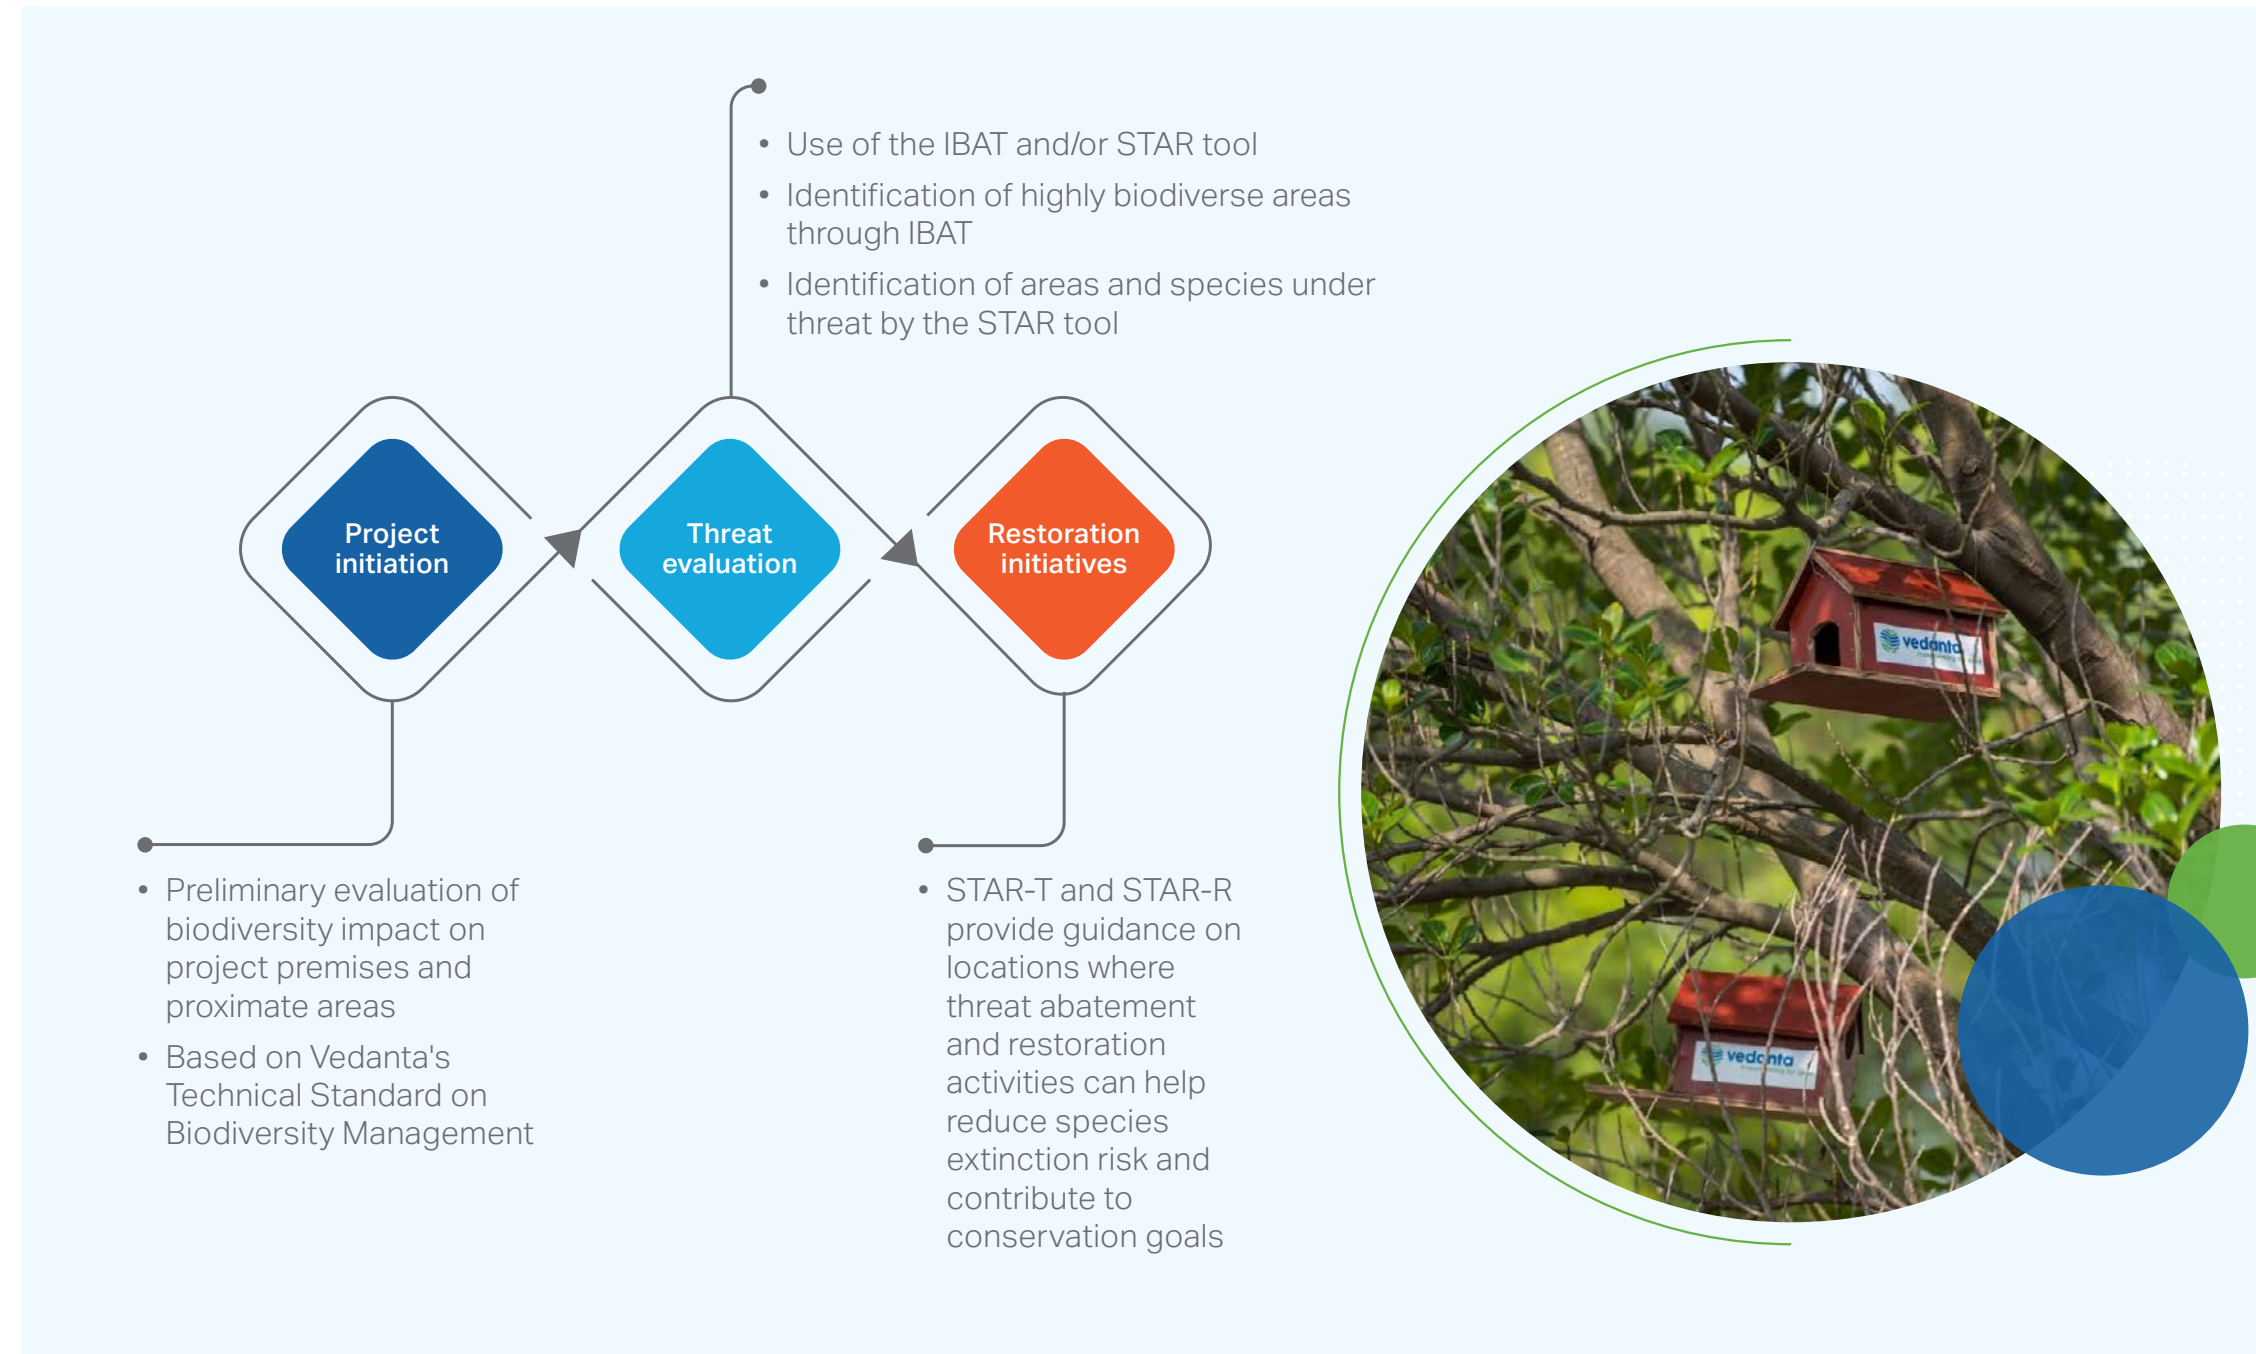 • Use of the IBAT and/or STAR tool
• Identification of highly biodiverse areas
through IBAT
• Identification of areas and species under
threat by the STAR tool
Project
initiation
Threat
evaluation
Restoration
initiatives
• Preliminary evaluation of
biodiversity impact on
project premises and
proximate areas
• Based on Vedanta's
Technical Standard on
Biodiversity Management
• STAR-T and STAR-R
provide guidance on
locations where
threat abatement
and restoration
activities can help
reduce species
extinction risk and
contribute to
conservation goals
vedanta
vedanta